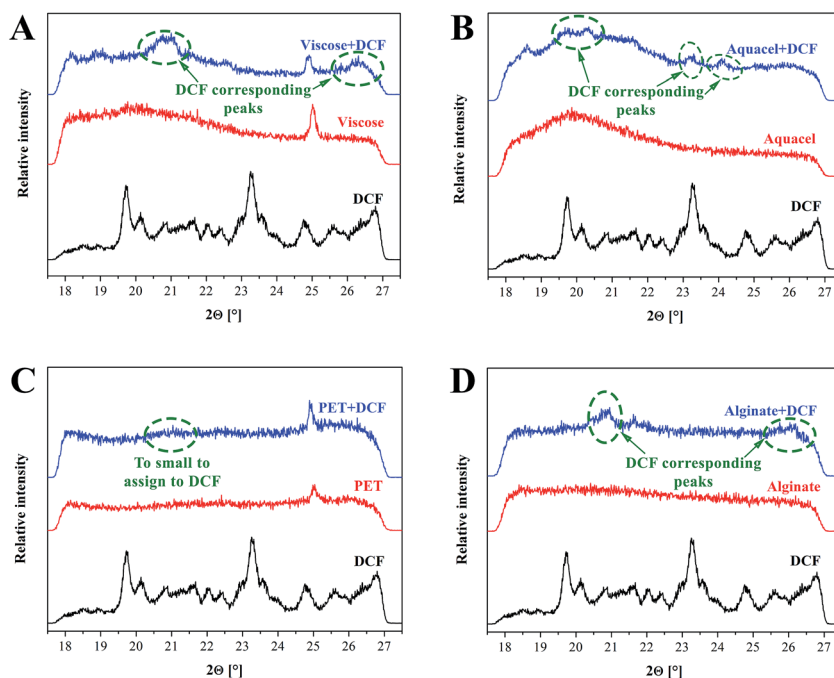 A
Viscose+DCF
DCF corresponding
peaks
Viscose
DCF
Relative intensity
18 19 20 21 22 23 24 25 26 27
2Θ [°]
B
Aquacel+DCF
DCF corresponding
peaks
Aquacel
DCF
Relative intensity
18 19 20 21 22 23 24 25 26 27
2Θ [°]
C
PET+DCF
To small to
assign to DCF
PET
DCF
Relative intensity
18 19 20 21 22 23 24 25 26 27
2Θ [°]
D
Alginate+DCF
DCF corresponding
peaks
Alginate
DCF
Relative intensity
18 19 20 21 22 23 24 25 26 27
2Θ [°]